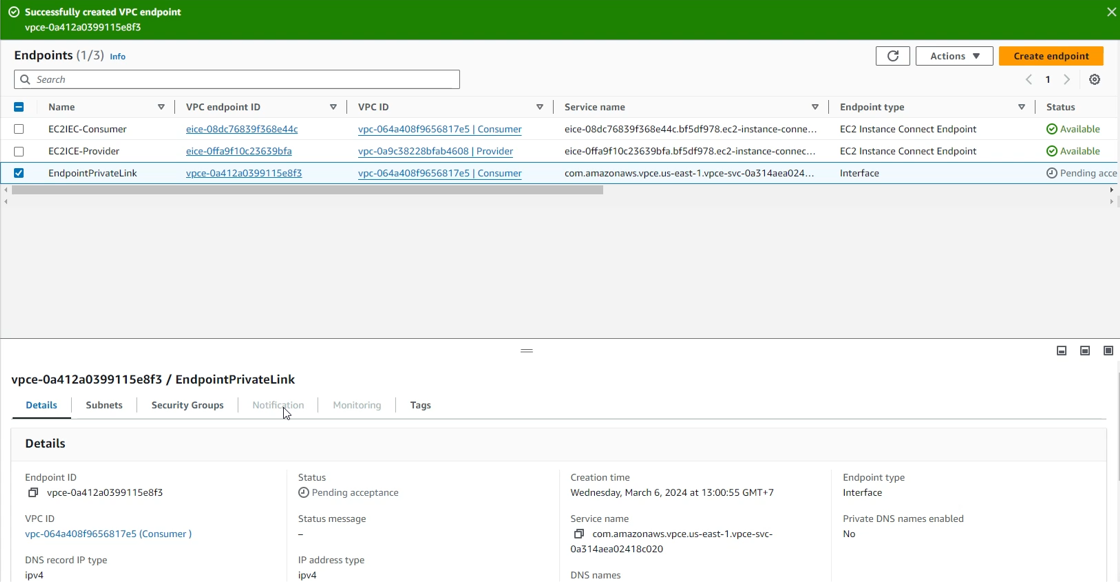 Successfully created VPC endpoint
vpce-0a412a0399115e8f3
Endpoints (1/3) Info
Actions
Create endpoint
Search
1
Name VPC endpoint ID VPC ID Service name Endpoint type Status
EC2IEC-Consumer eice-08dc76839f368e44c vpc-064a408f9656817e5 | Consumer eice-08dc76839f368e44c.bf5df978.ec2-instance-conne... EC2 Instance Connect Endpoint Available
EC2ICE-Provider eice-0ffa9f10c23639bfa vpc-0a9c38228bfab4608 | Provider eice-0ffa9f10c23639bfa.bf5df978.ec2-instance-connec... EC2 Instance Connect Endpoint Available
EndpointPrivateLink vpce-0a412a0399115e8f3 vpc-064a408f9656817e5 | Consumer com.amazonaws.vpce.us-east-1.vpce-svc-0a314aea024... Interface Pending acce
vpce-0a412a0399115e8f3 / EndpointPrivateLink
Details Subnets Security Groups Notification Monitoring Tags
Details
Endpoint ID Status Creation time Endpoint type
vpce-0a412a0399115e8f3 Pending acceptance Wednesday, March 6, 2024 at 13:00:55 GMT+7 Interface
VPC ID Status message Service name Private DNS names enabled
vpc-064a408f9656817e5 (Consumer ) – com.amazonaws.vpce.us-east-1.vpce-svc- No
0a314aea02418c020
DNS record IP type IP address type DNS names
ipv4 ipv4